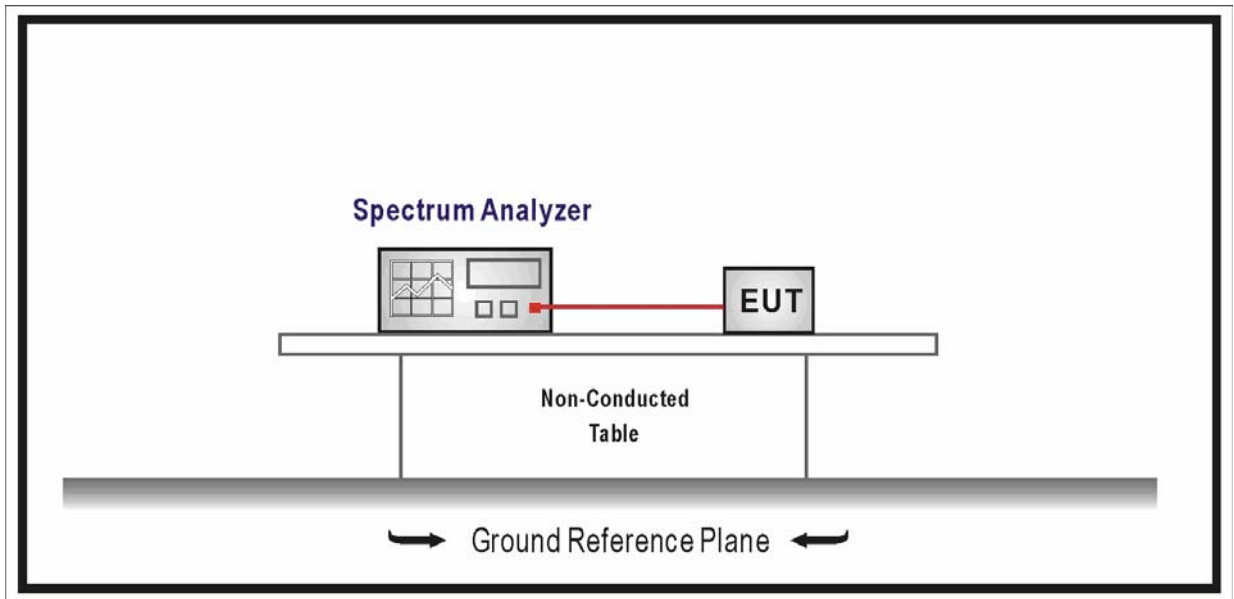 Spectrum Analyzer
EUT
Non-Conducted
Table
Ground Reference Plane